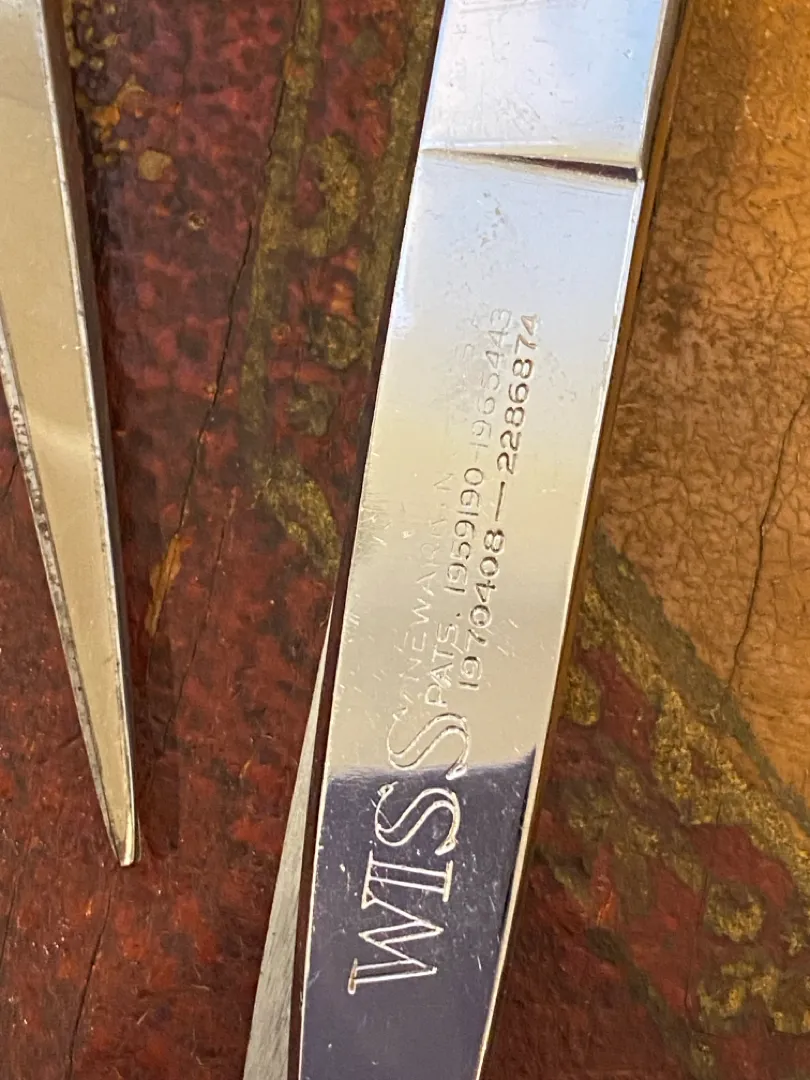 WISS
NEWARK, N
PATS. 1959190-1965443
1970408—2286874